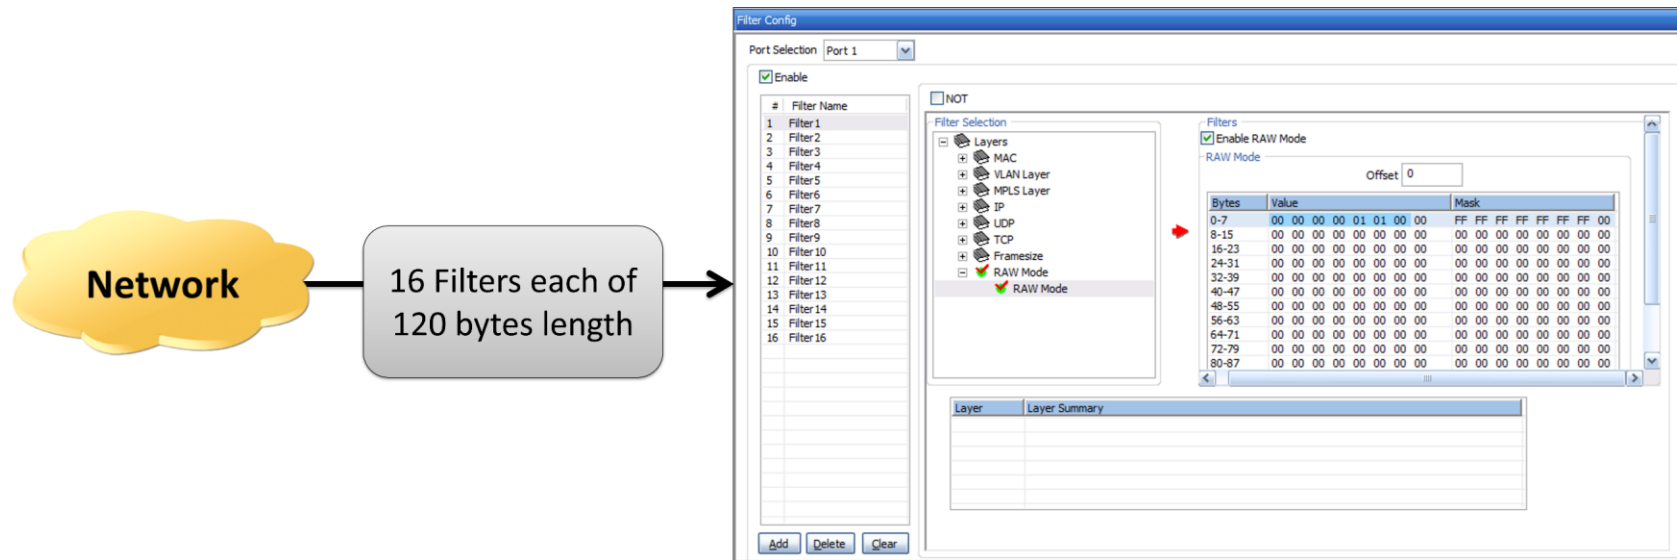 Network
16 Filters each of
120 bytes length
Filter Config
Port Selection Port 1
Enable
# Filter Name
1 Filter1
2 Filter2
3 Filter3
4 Filter4
5 Filter5
6 Filter6
7 Filter7
8 Filter8
9 Filter9
10 Filter10
11 Filter11
12 Filter12
13 Filter13
14 Filter14
15 Filter15
16 Filter16
Add Delete Clear
NOT
Filter Selection
Layers
MAC
VLAN Layer
MPLS Layer
IP
UDP
TCP
Framesize
RAW Mode
RAW Mode
Filters
Enable RAW Mode
RAW Mode
Offset 0
Bytes Value Mask
0-7 00 00 00 00 01 01 00 00 FF FF FF FF FF FF FF 00
8-15 00 00 00 00 00 00 00 00 00 00 00 00 00 00 00 00
16-23 00 00 00 00 00 00 00 00 00 00 00 00 00 00 00 00
24-31 00 00 00 00 00 00 00 00 00 00 00 00 00 00 00 00
32-39 00 00 00 00 00 00 00 00 00 00 00 00 00 00 00 00
40-47 00 00 00 00 00 00 00 00 00 00 00 00 00 00 00 00
48-55 00 00 00 00 00 00 00 00 00 00 00 00 00 00 00 00
56-63 00 00 00 00 00 00 00 00 00 00 00 00 00 00 00 00
64-71 00 00 00 00 00 00 00 00 00 00 00 00 00 00 00 00
72-79 00 00 00 00 00 00 00 00 00 00 00 00 00 00 00 00
80-87 00 00 00 00 00 00 00 00 00 00 00 00 00 00 00 00
Layer Layer Summary